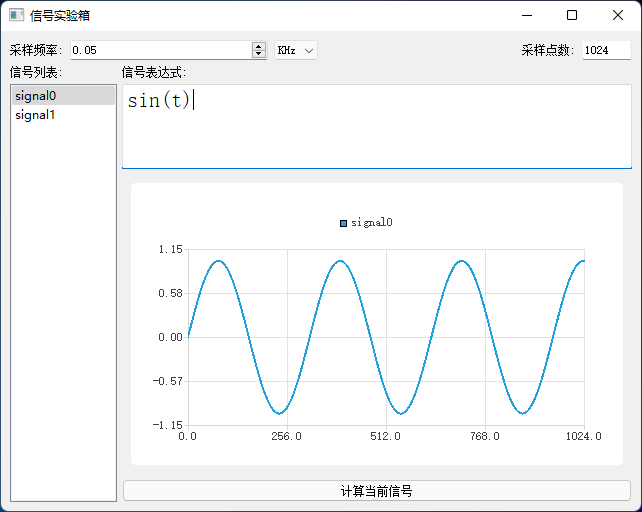 信号实验箱
采样频率: 0.05 KHz 采样点数: 1024
信号列表: 信号表达式:
signal0
signal1
sin(t)
signal0
1.15
0.58
0.00
-0.57
-1.15
0.0 256.0 512.0 768.0 1024.0
计算当前信号